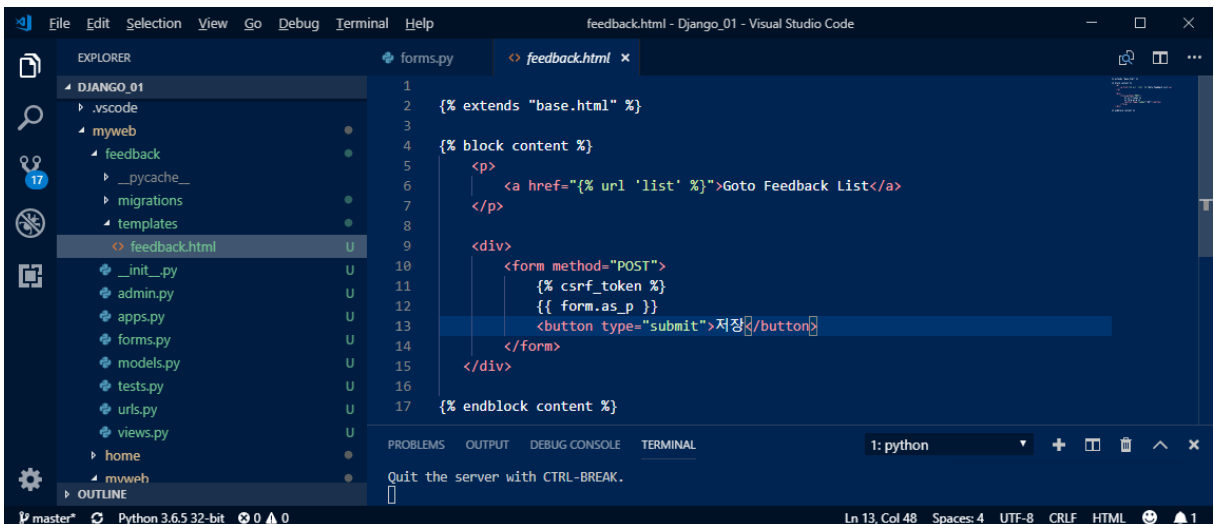 File Edit Selection View Go Debug Terminal Help feedback.html - Django_01 - Visual Studio Code
EXPLORER
DJANGO_01
.vscode
myweb
feedback
__pycache__
migrations
templates
feedback.html U
__init__.py U
admin.py U
apps.py U
forms.py U
models.py U
tests.py U
urls.py U
views.py U
home
myweb
OUTLINE
17
forms.py feedback.html
1
2 {% extends "base.html" %}
3
4 {% block content %}
5 <p>
6 <a href="{% url 'list' %}">Goto Feedback List</a>
7 </p>
8
9 <div>
10 <form method="POST">
11 {% csrf_token %}
12 {{ form.as_p }}
13 <button type="submit">저장</button>
14 </form>
15 </div>
16
17 {% endblock content %}
PROBLEMS OUTPUT DEBUG CONSOLE TERMINAL 1: python
Quit the server with CTRL-BREAK.
master* Python 3.6.5 32-bit 0 0 Ln 13, Col 48 Spaces: 4 UTF-8 CRLF HTML 1